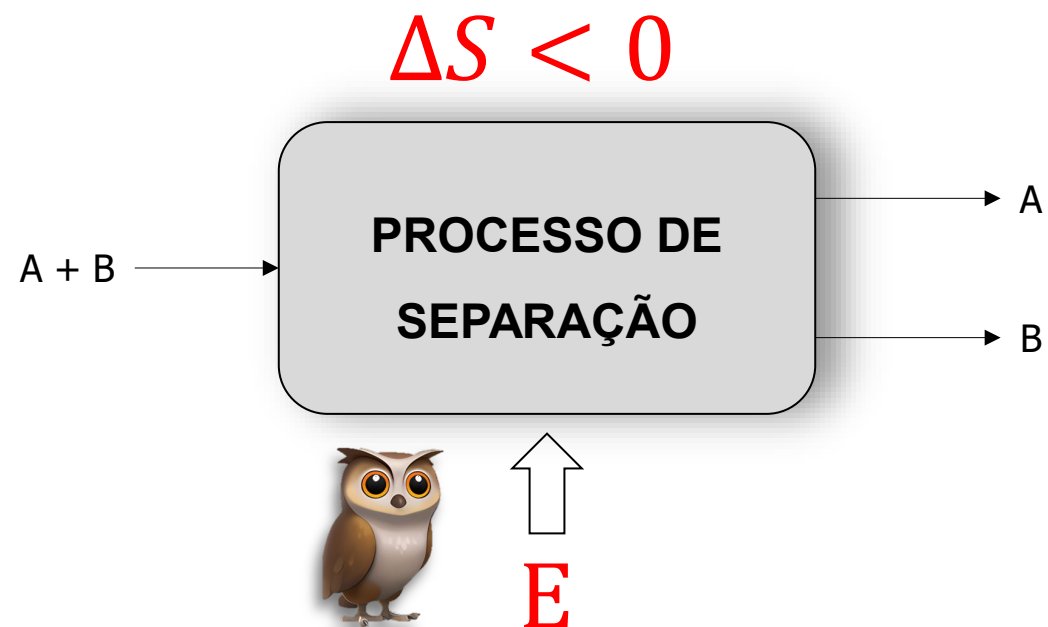 ΔS < 0
A + B
PROCESSO DE
SEPARAÇÃO
A
B
E